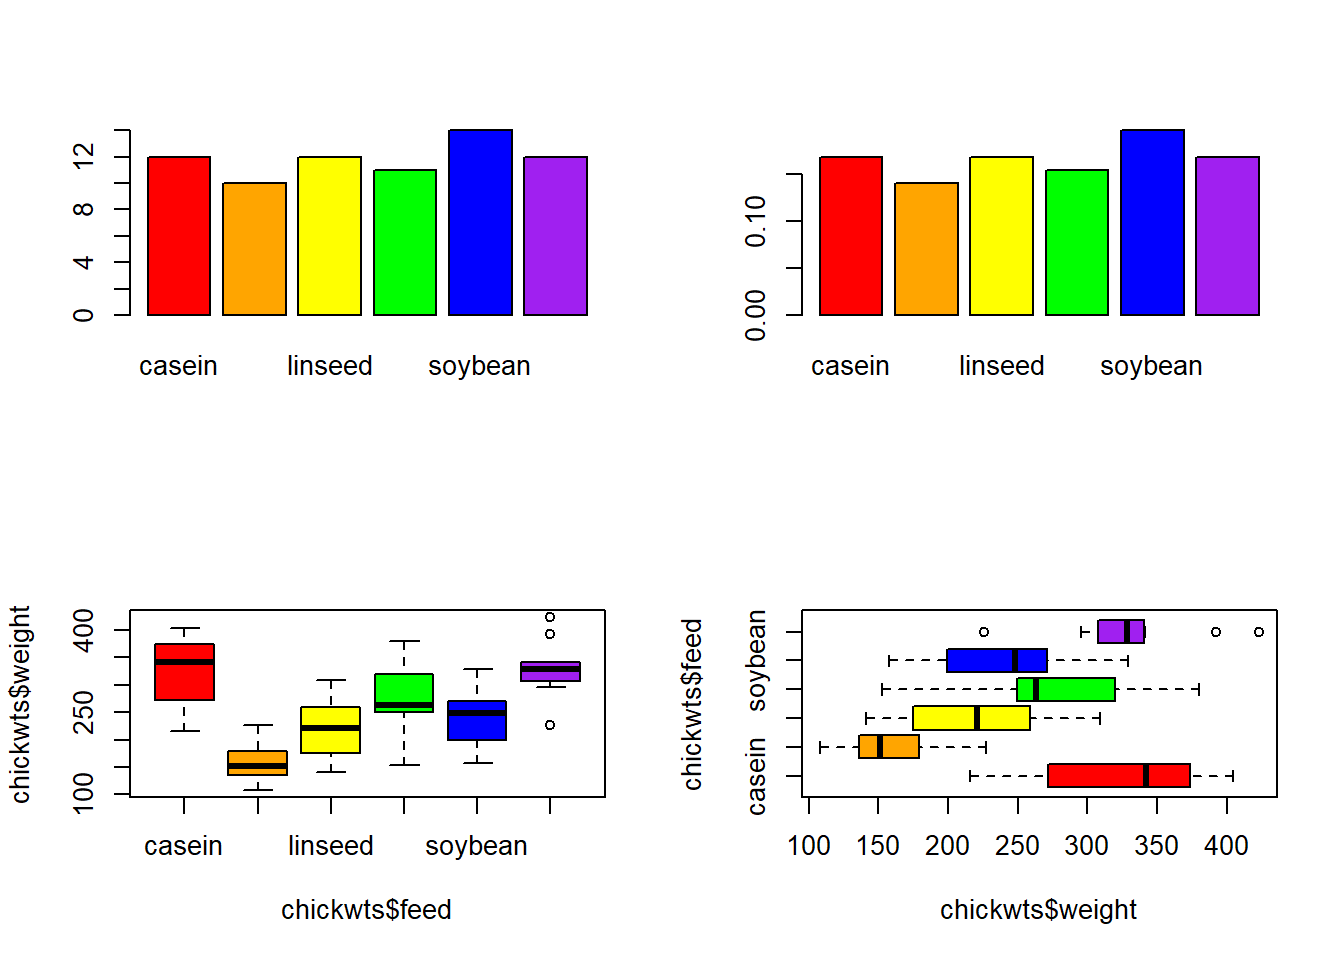 12
8
4
0
casein linseed soybean
0.10
0.00
casein linseed soybean
chickwts$weight
400
250
100
casein linseed soybean
chickwts$feed
chickwts$feed
soybean
casein
100 150 200 250 300 350 400
chickwts$weight